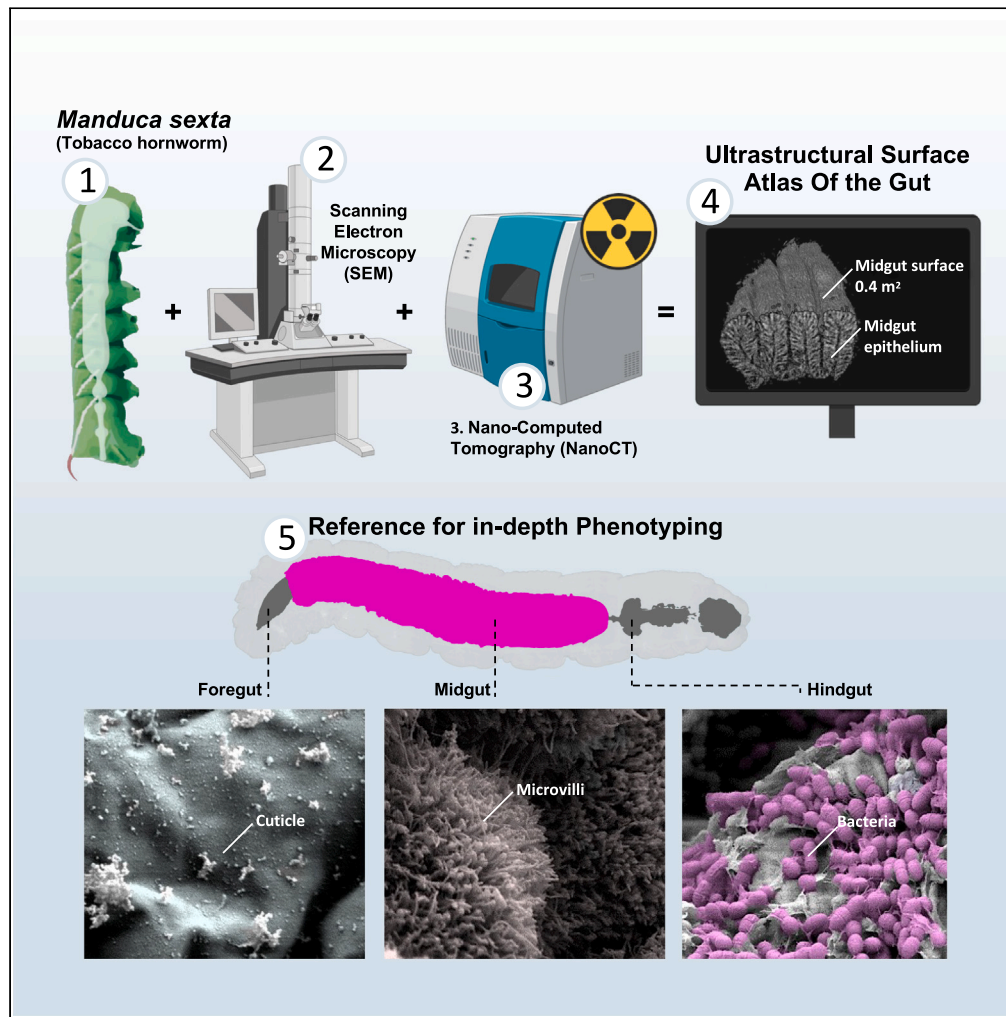 Manduca sexta
(Tobacco hornworm)
1
+
2
Scanning
Electron
Microscopy
(SEM)
+
3
3. Nano-Computed
Tomography (NanoCT)
=
Ultrastructural Surface
Atlas Of the Gut
4
Midgut surface
0.4 m²
Midgut
epithelium
5
Reference for in-depth Phenotyping
Foregut
Midgut
Hindgut
Cuticle
Microvilli
Bacteria